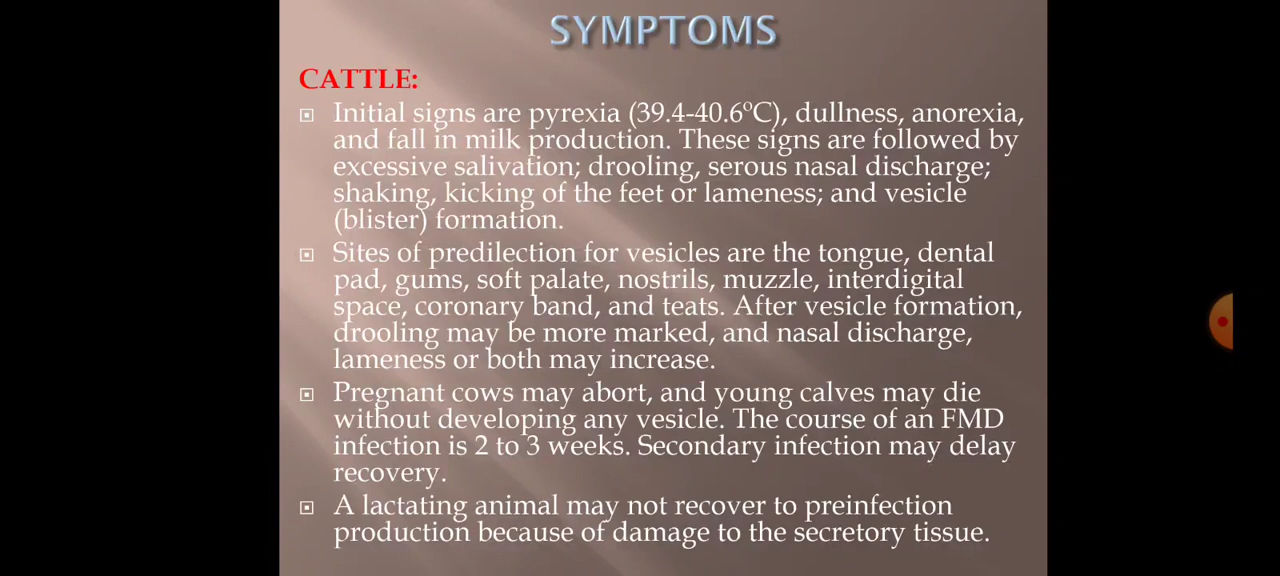 SYMPTOMS
CATTLE:
Initial signs are pyrexia (39.4-40.6ºC), dullness, anorexia,
and fall in milk production. These signs are followed by
excessive salivation; drooling, serous nasal discharge;
shaking, kicking of the feet or lameness; and vesicle
(blister) formation.
Sites of predilection for vesicles are the tongue, dental
pad, gums, soft palate, nostrils, muzzle, interdigital
space, coronary band, and teats. After vesicle formation,
drooling may be more marked, and nasal discharge,
lameness or both may increase.
Pregnant cows may abort, and young calves may die
without developing any vesicle. The course of an FMD
infection is 2 to 3 weeks. Secondary infection may delay
recovery.
A lactating animal may not recover to preinfection
production because of damage to the secretory tissue.